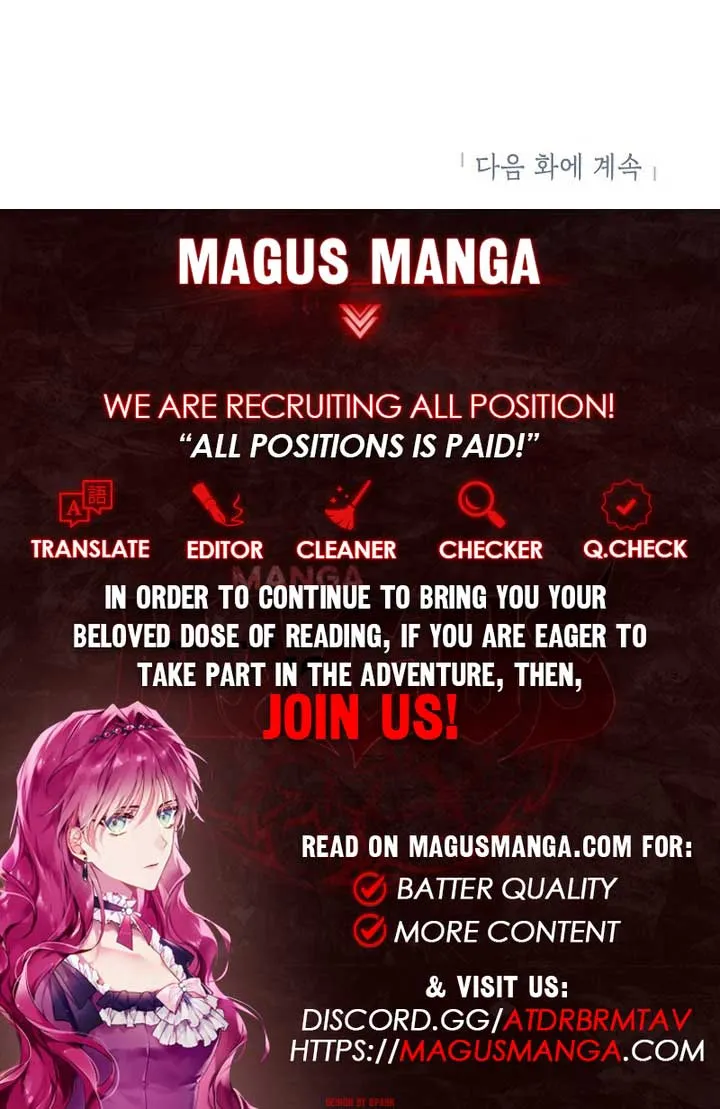 다음 화에 계속
MAGUS MANGA
WE ARE RECRUITING ALL POSITION!
“ALL POSITIONS IS PAID!”
A 語
TRANSLATE EDITOR CLEANER CHECKER Q.CHECK
MANGA
IN ORDER TO CONTINUE TO BRING YOU YOUR
BELOVED DOSE OF READING, IF YOU ARE EAGER TO
TAKE PART IN THE ADVENTURE, THEN,
JOIN US!
READ ON MAGUSMANGA.COM FOR:
BATTER QUALITY
MORE CONTENT
& VISIT US:
DISCORD.GG/ATDRBRMTAV
HTTPS://MAGUSMANGA.COM